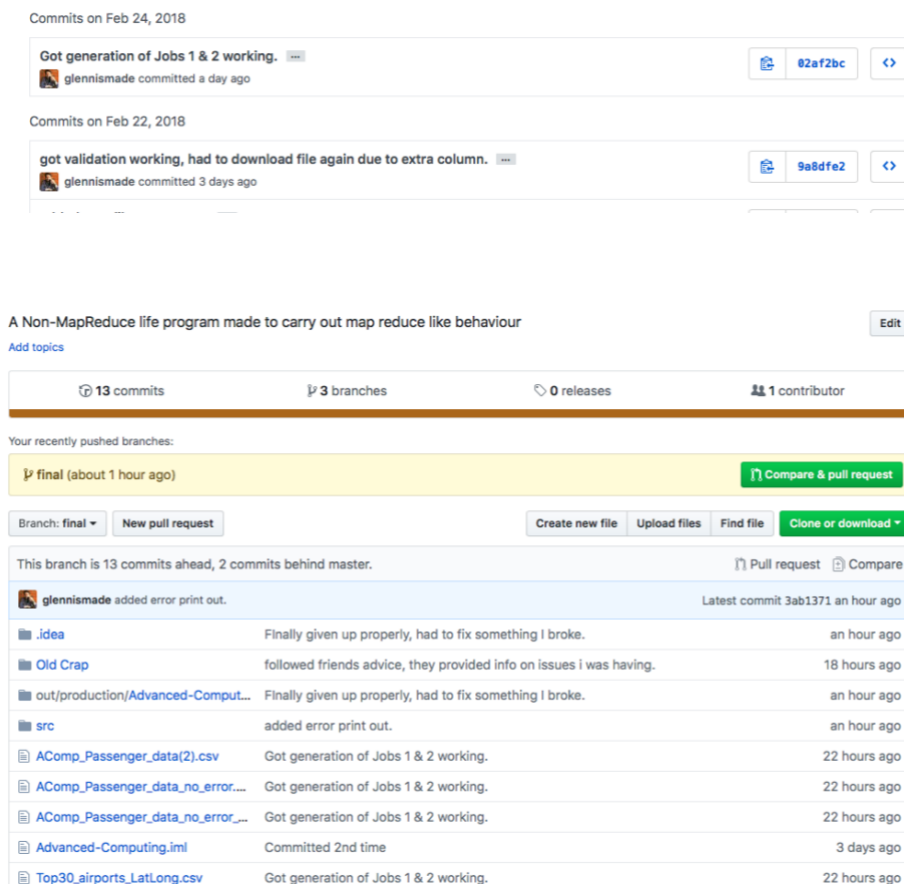 Commits on Feb 24, 2018
Got generation of Jobs 1 & 2 working. ...
glennismade committed a day ago
02af2bc
Commits on Feb 22, 2018
got validation working, had to download file again due to extra column. ...
glennismade committed 3 days ago
9a8dfe2
A Non-MapReduce life program made to carry out map reduce like behaviour
Edit
Add topics
13 commits
3 branches
0 releases
1 contributor
Your recently pushed branches:
final (about 1 hour ago)
Compare & pull request
Branch: final
New pull request
Create new file
Upload files
Find file
Clone or download
This branch is 13 commits ahead, 2 commits behind master.
Pull request
Compare
glennismade added error print out.
Latest commit 3ab1371 an hour ago
.idea
FInally given up properly, had to fix something I broke.
an hour ago
Old Crap
followed friends advice, they provided info on issues i was having.
18 hours ago
out/production/Advanced-Comput...
FInally given up properly, had to fix something I broke.
an hour ago
src
added error print out.
an hour ago
AComp_Passenger_data(2).csv
Got generation of Jobs 1 & 2 working.
22 hours ago
AComp_Passenger_data_no_error....
Got generation of Jobs 1 & 2 working.
22 hours ago
AComp_Passenger_data_no_error_...
Got generation of Jobs 1 & 2 working.
22 hours ago
Advanced-Computing.iml
Committed 2nd time
3 days ago
Top30_airports_LatLong.csv
Got generation of Jobs 1 & 2 working.
22 hours ago